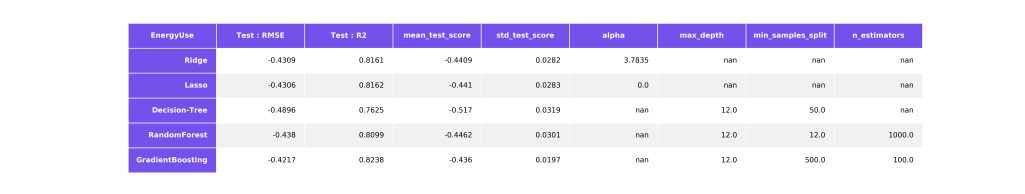 EnergyUse Test : RMSE Test : R2 mean_test_score std_test_score alpha max_depth min_samples_split n_estimators
Ridge -0.4309 0.8161 -0.4409 0.0282 3.7835 nan nan nan
Lasso -0.4306 0.8162 -0.441 0.0283 0.0 nan nan nan
Decision-Tree -0.4896 0.7625 -0.517 0.0319 nan 12.0 50.0 nan
RandomForest -0.438 0.8099 -0.4462 0.0301 nan 12.0 12.0 1000.0
GradientBoosting -0.4217 0.8238 -0.436 0.0197 nan 12.0 500.0 100.0